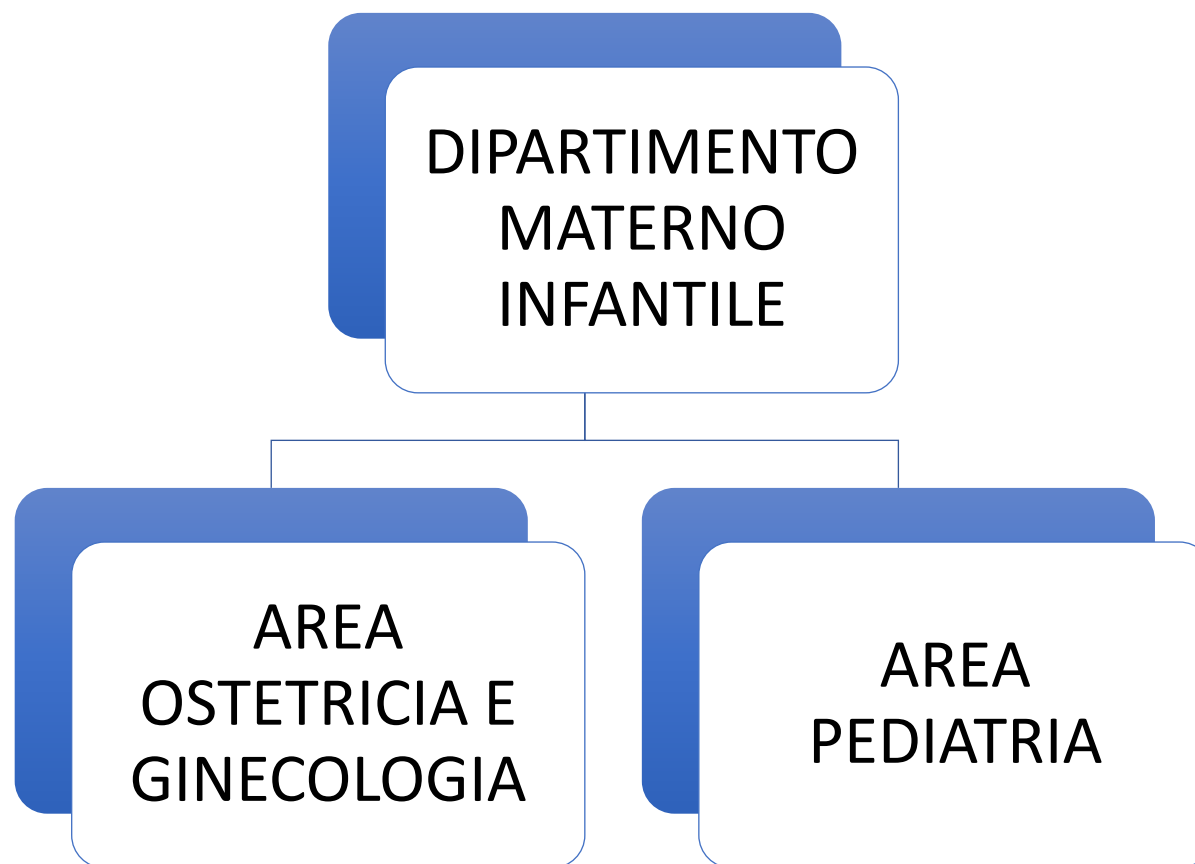 DIPARTIMENTO
MATERNO
INFANTILE
AREA
OSTETRICIA E
GINECOLOGIA
AREA
PEDIATRIA